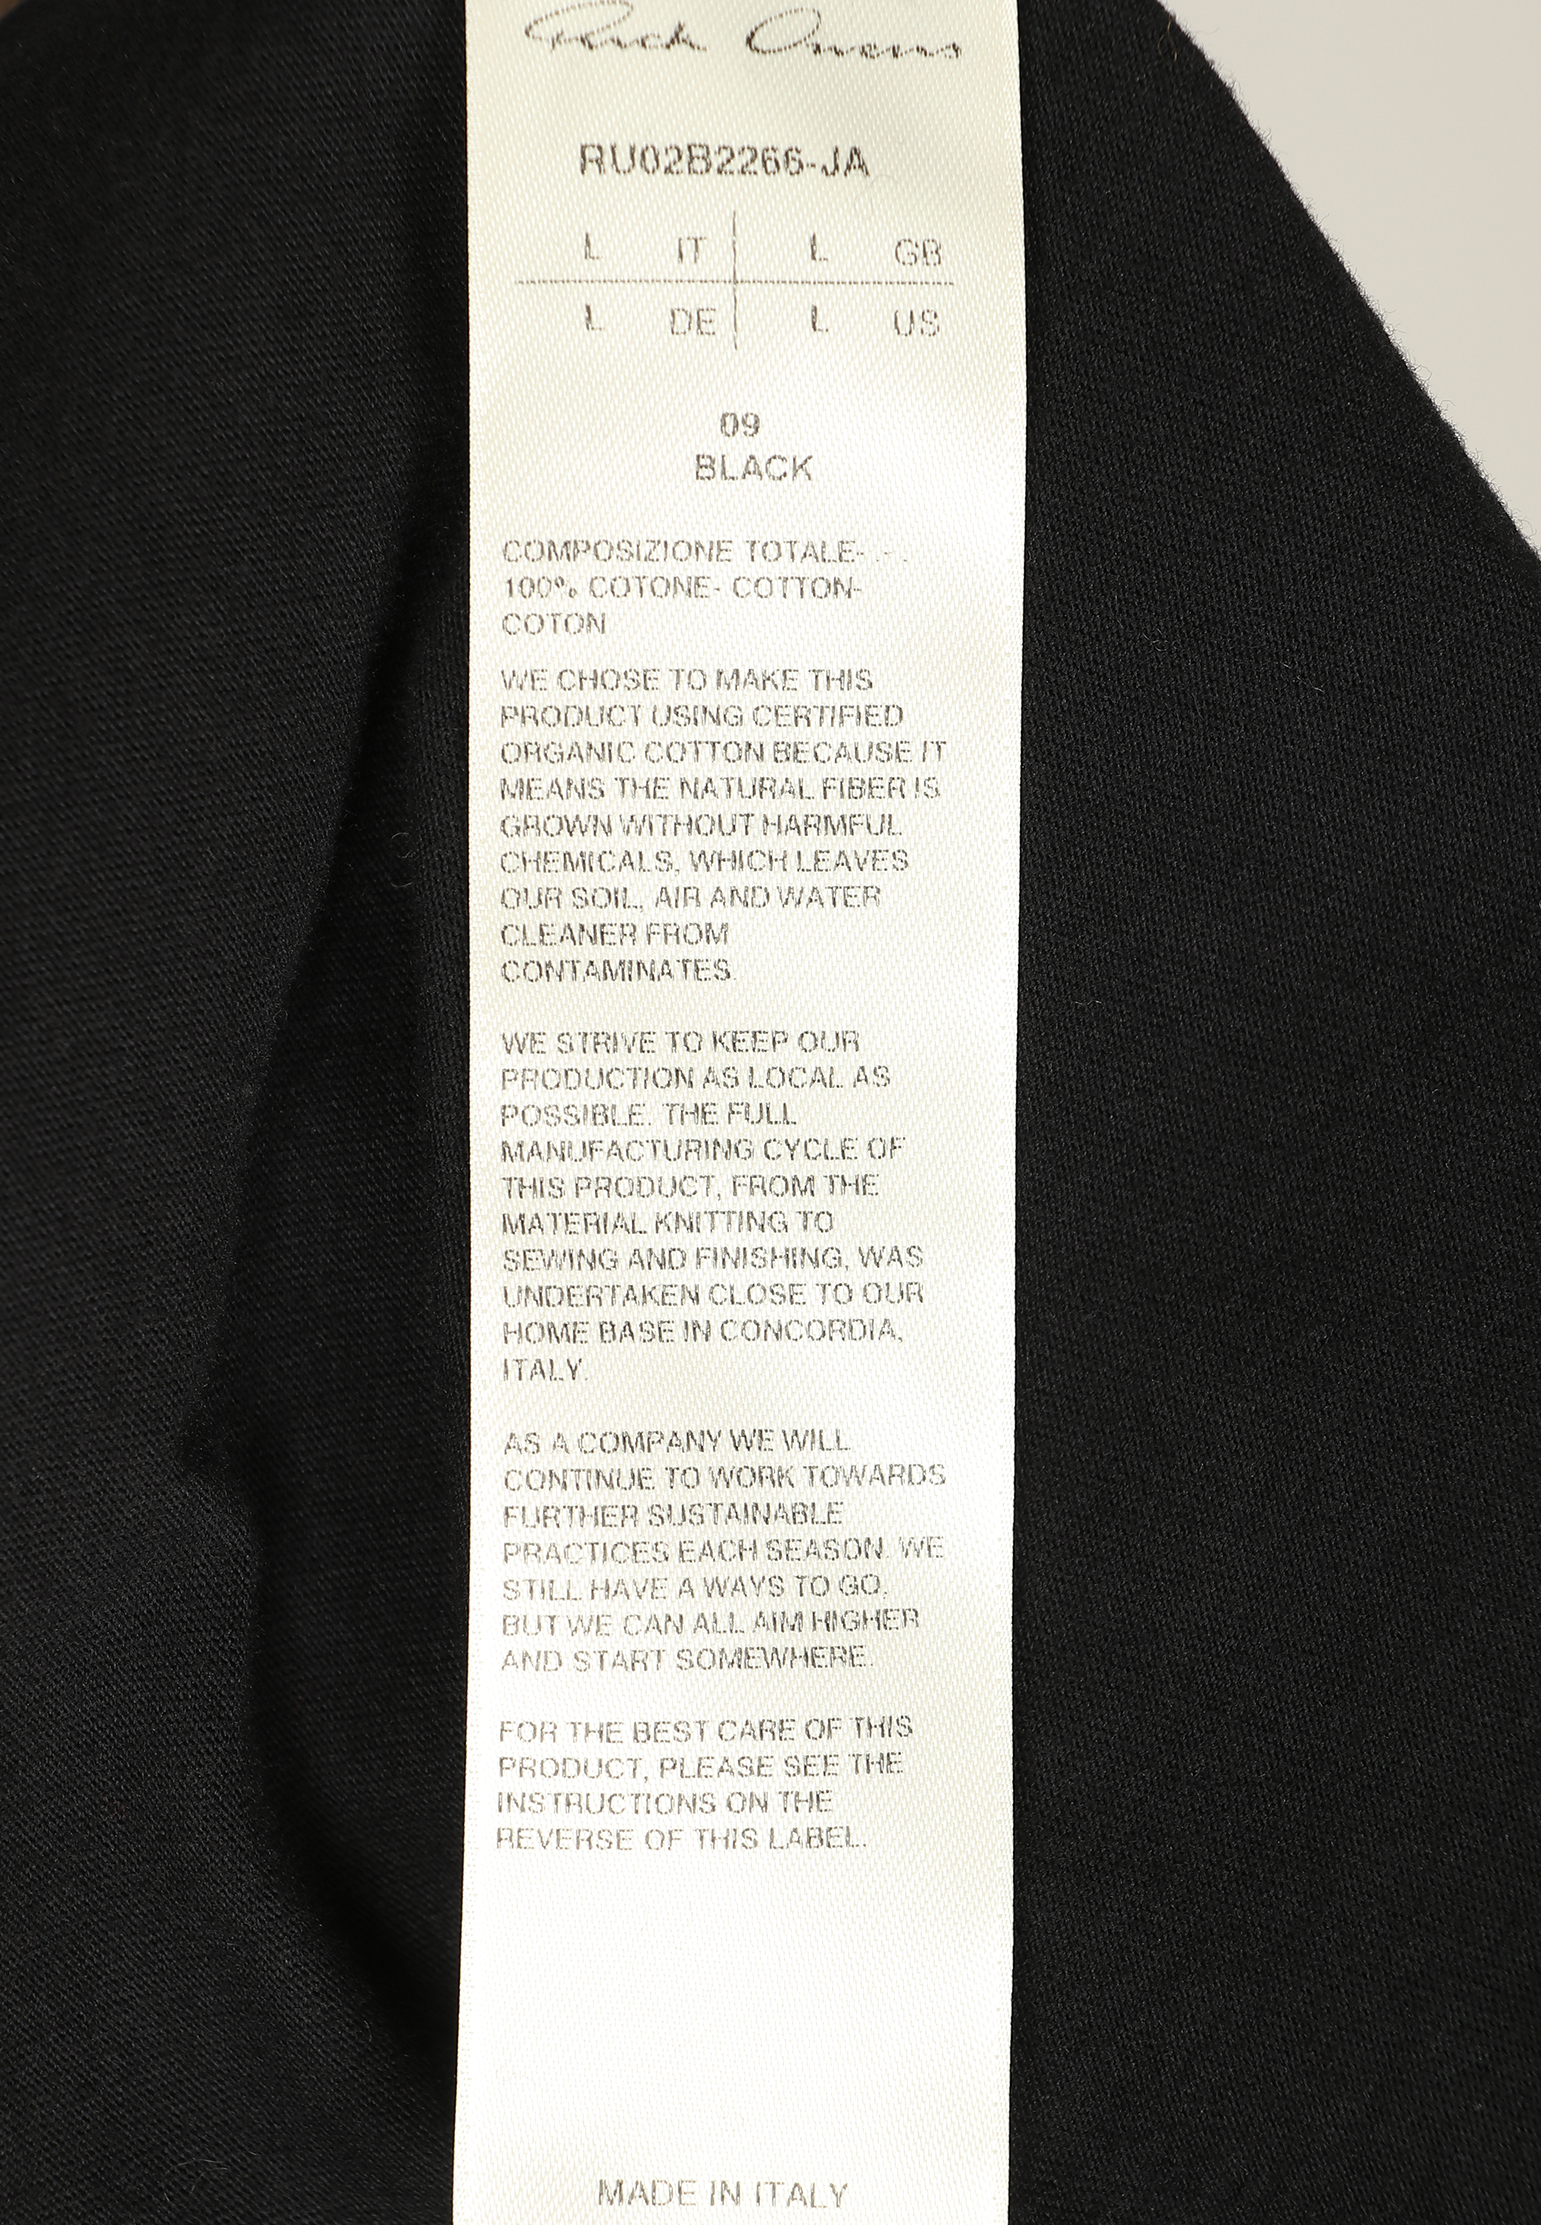 Rick Owens
RU02B2266-JA
L IT L GB
L DE L US
09
BLACK
COMPOSIZIONE TOTALE- .- .
100% COTONE- COTTON-
COTON
WE CHOSE TO MAKE THIS
PRODUCT USING CERTIFIED
ORGANIC COTTON BECAUSE IT
MEANS THE NATURAL FIBER IS
GROWN WITHOUT HARMFUL
CHEMICALS, WHICH LEAVES
OUR SOIL, AIR AND WATER
CLEANER FROM
CONTAMINATES.
WE STRIVE TO KEEP OUR
PRODUCTION AS LOCAL AS
POSSIBLE. THE FULL
MANUFACTURING CYCLE OF
THIS PRODUCT, FROM THE
MATERIAL KNITTING TO
SEWING AND FINISHING, WAS
UNDERTAKEN CLOSE TO OUR
HOME BASE IN CONCORDIA,
ITALY.
AS A COMPANY WE WILL
CONTINUE TO WORK TOWARDS
FURTHER SUSTAINABLE
PRACTICES EACH SEASON. WE
STILL HAVE A WAYS TO GO,
BUT WE CAN ALL AIM HIGHER
AND START SOMEWHERE.
FOR THE BEST CARE OF THIS
PRODUCT, PLEASE SEE THE
INSTRUCTIONS ON THE
REVERSE OF THIS LABEL.
MADE IN ITALY